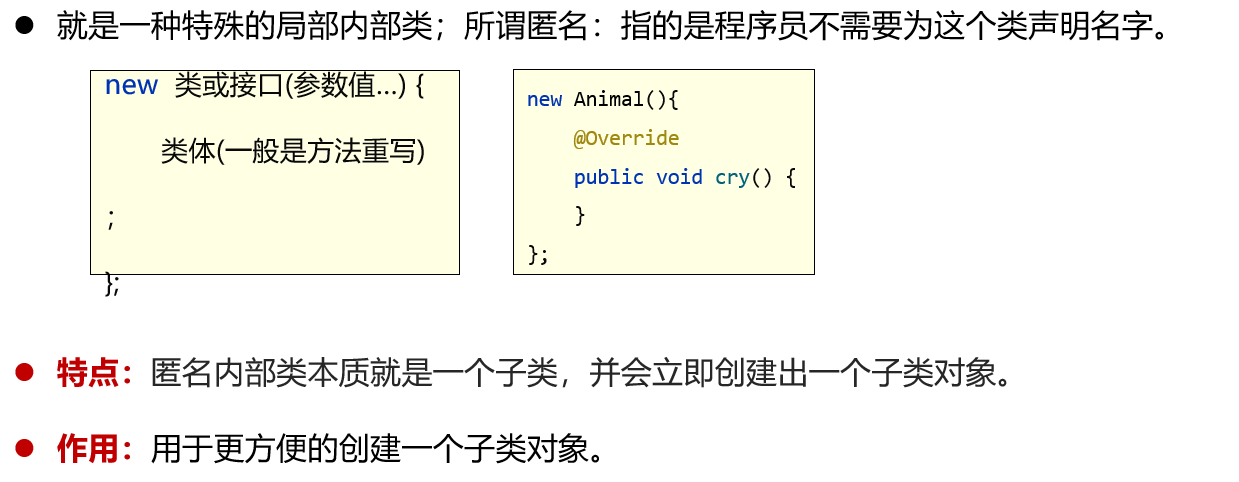 就是一种特殊的局部内部类；所谓匿名：指的是程序员不需要为这个类声明名字。
new 类或接口(参数值…) {
类体(一般是方法重写)
;
};
new Animal(){
@Override
public void cry() {
}
};
特点：匿名内部类本质就是一个子类，并会立即创建出一个子类对象。
作用：用于更方便的创建一个子类对象。